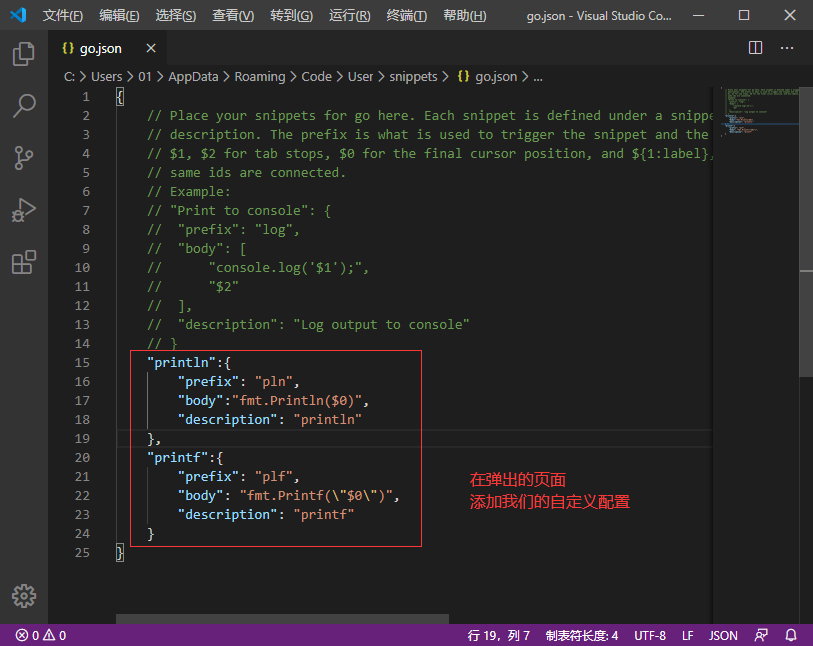 文件(F) 编辑(E) 选择(S) 查看(V) 转到(G) 运行(R) 终端(T) 帮助(H) go.json - Visual Studio Co...
{} go.json
C: > Users > 01 > AppData > Roaming > Code > User > snippets > {} go.json > ...
1 {
2 // Place your snippets for go here. Each snippet is defined under a snippe
3 // description. The prefix is what is used to trigger the snippet and the
4 // $1, $2 for tab stops, $0 for the final cursor position, and ${1:label},
5 // same ids are connected.
6 // Example:
7 // "Print to console": {
8 // "prefix": "log",
9 // "body": [
10 // "console.log('$1');",
11 // "$2"
12 // ],
13 // "description": "Log output to console"
14 // }
15 "println":{
16 "prefix": "pln",
17 "body":"fmt.Println($0)",
18 "description": "println"
19 },
20 "printf":{
21 "prefix": "plf",
22 "body": "fmt.Printf(\"$0\")",
23 "description": "printf"
24 }
25 }
在弹出的页面
添加我们的自定义配置
0 0 行 19，列 7 制表符长度: 4 UTF-8 LF JSON